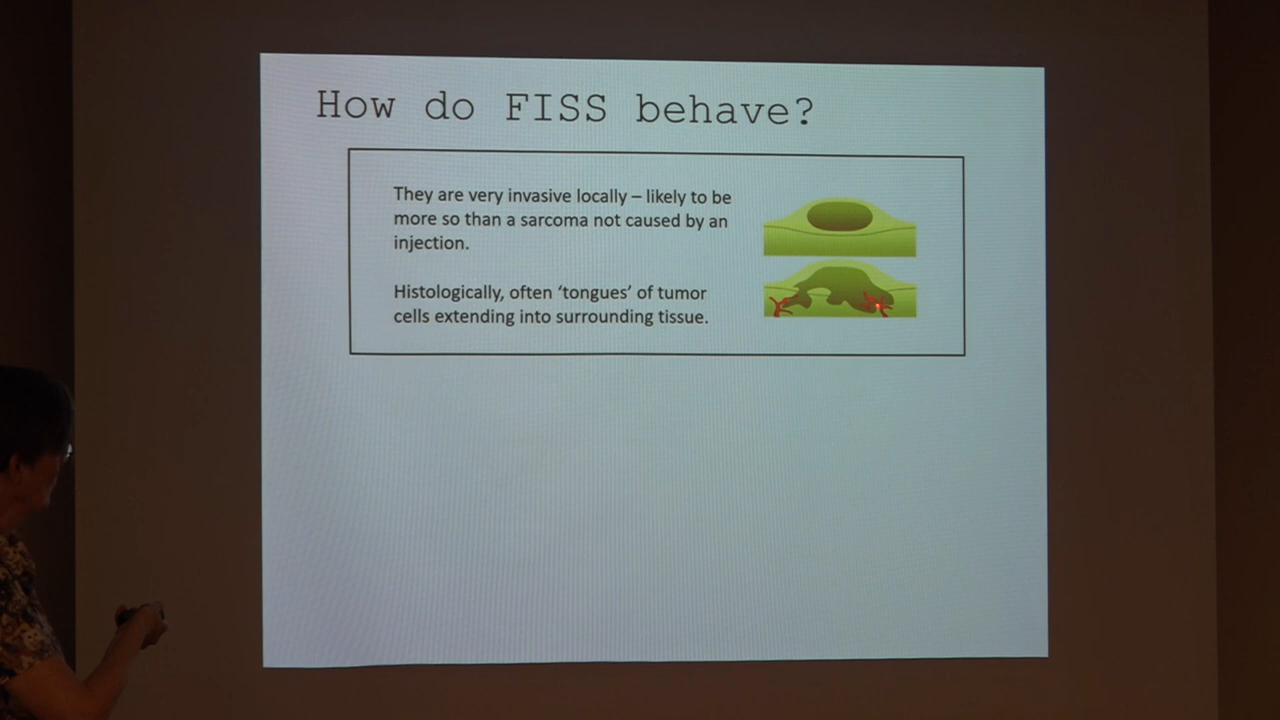 How do FISS behave?
They are very invasive locally – likely to be
more so than a sarcoma not caused by an
injection.
Histologically, often ‘tongues’ of tumor
cells extending into surrounding tissue.